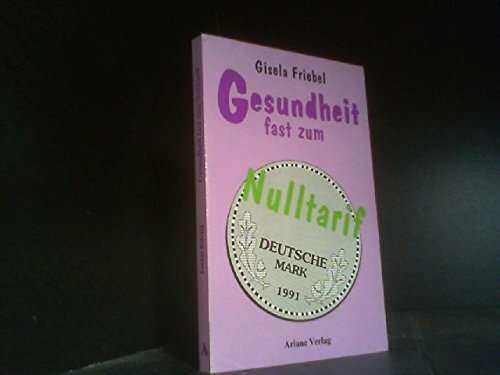 Gisela Friebel
Gesundheit
fast zum
Nulltarif
DEUTSCHE
MARK
1991
Ariane Verlag